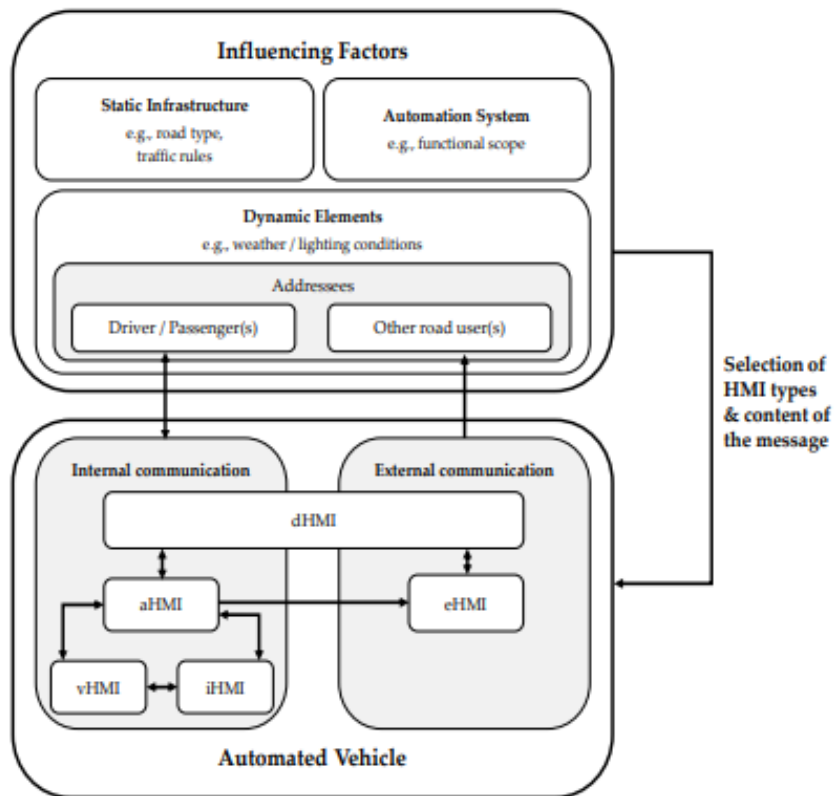 Influencing Factors
Static Infrastructure
e.g., road type,
traffic rules
Automation System
e.g., functional scope
Dynamic Elements
e.g., weather / lighting conditions
Addressees
Driver / Passenger(s)
Other road user(s)
Selection of
HMI types
& content of
the message
Internal communication
External communication
dHMI
aHMI
eHMI
vHMI
iHMI
Automated Vehicle